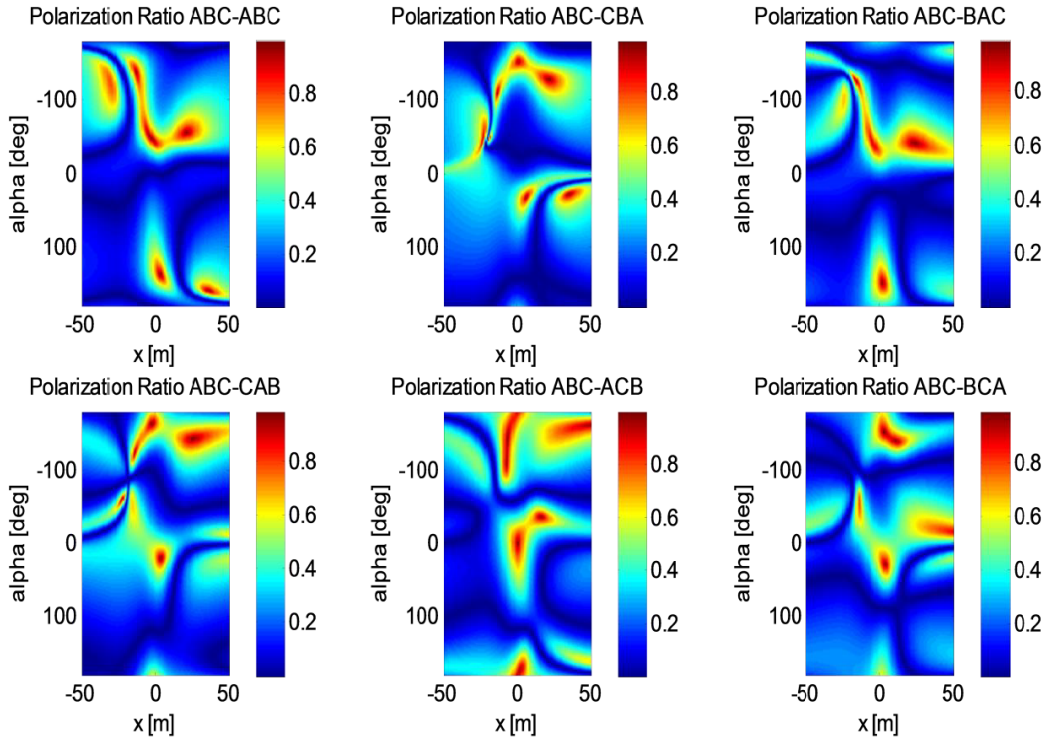 Polarization Ratio ABC-ABC
Polarization Ratio ABC-CBA
Polarization Ratio ABC-BAC
alpha [deg]
-100
0
100
-50 0 50
x [m]
0.8
0.6
0.4
0.2
alpha [deg]
-100
0
100
-50 0 50
x [m]
0.8
0.6
0.4
0.2
alpha [deg]
-100
0
100
-50 0 50
x [m]
0.8
0.6
0.4
0.2
Polarization Ratio ABC-CAB
Polarization Ratio ABC-ACB
Polarization Ratio ABC-BCA
alpha [deg]
-100
0
100
-50 0 50
x [m]
0.8
0.6
0.4
0.2
alpha [deg]
-100
0
100
-50 0 50
x [m]
0.8
0.6
0.4
0.2
alpha [deg]
-100
0
100
-50 0 50
x [m]
0.8
0.6
0.4
0.2